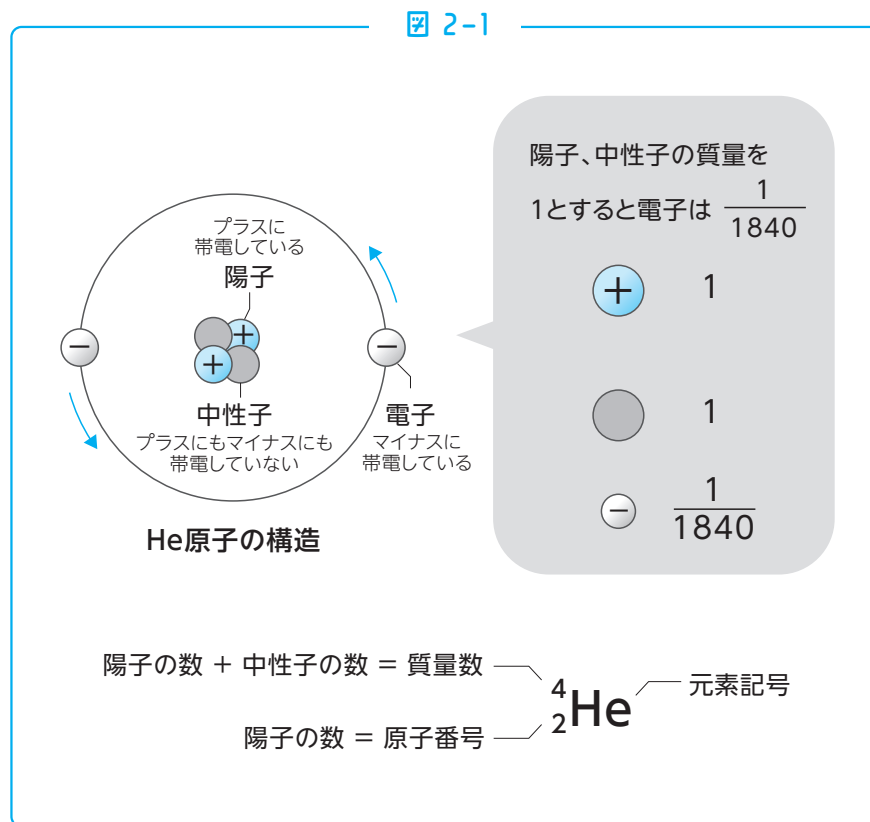 図 2-1
陽子、中性子の質量を
1とすると電子は 1/1840
プラスに
帯電している
陽子
+
+
−
−
中性子
プラスにもマイナスにも
帯電していない
電子
マイナスに
帯電している
He原子の構造
+ 1
1
− 1/1840
陽子の数 + 中性子の数 = 質量数
陽子の数 = 原子番号
4
2He
元素記号